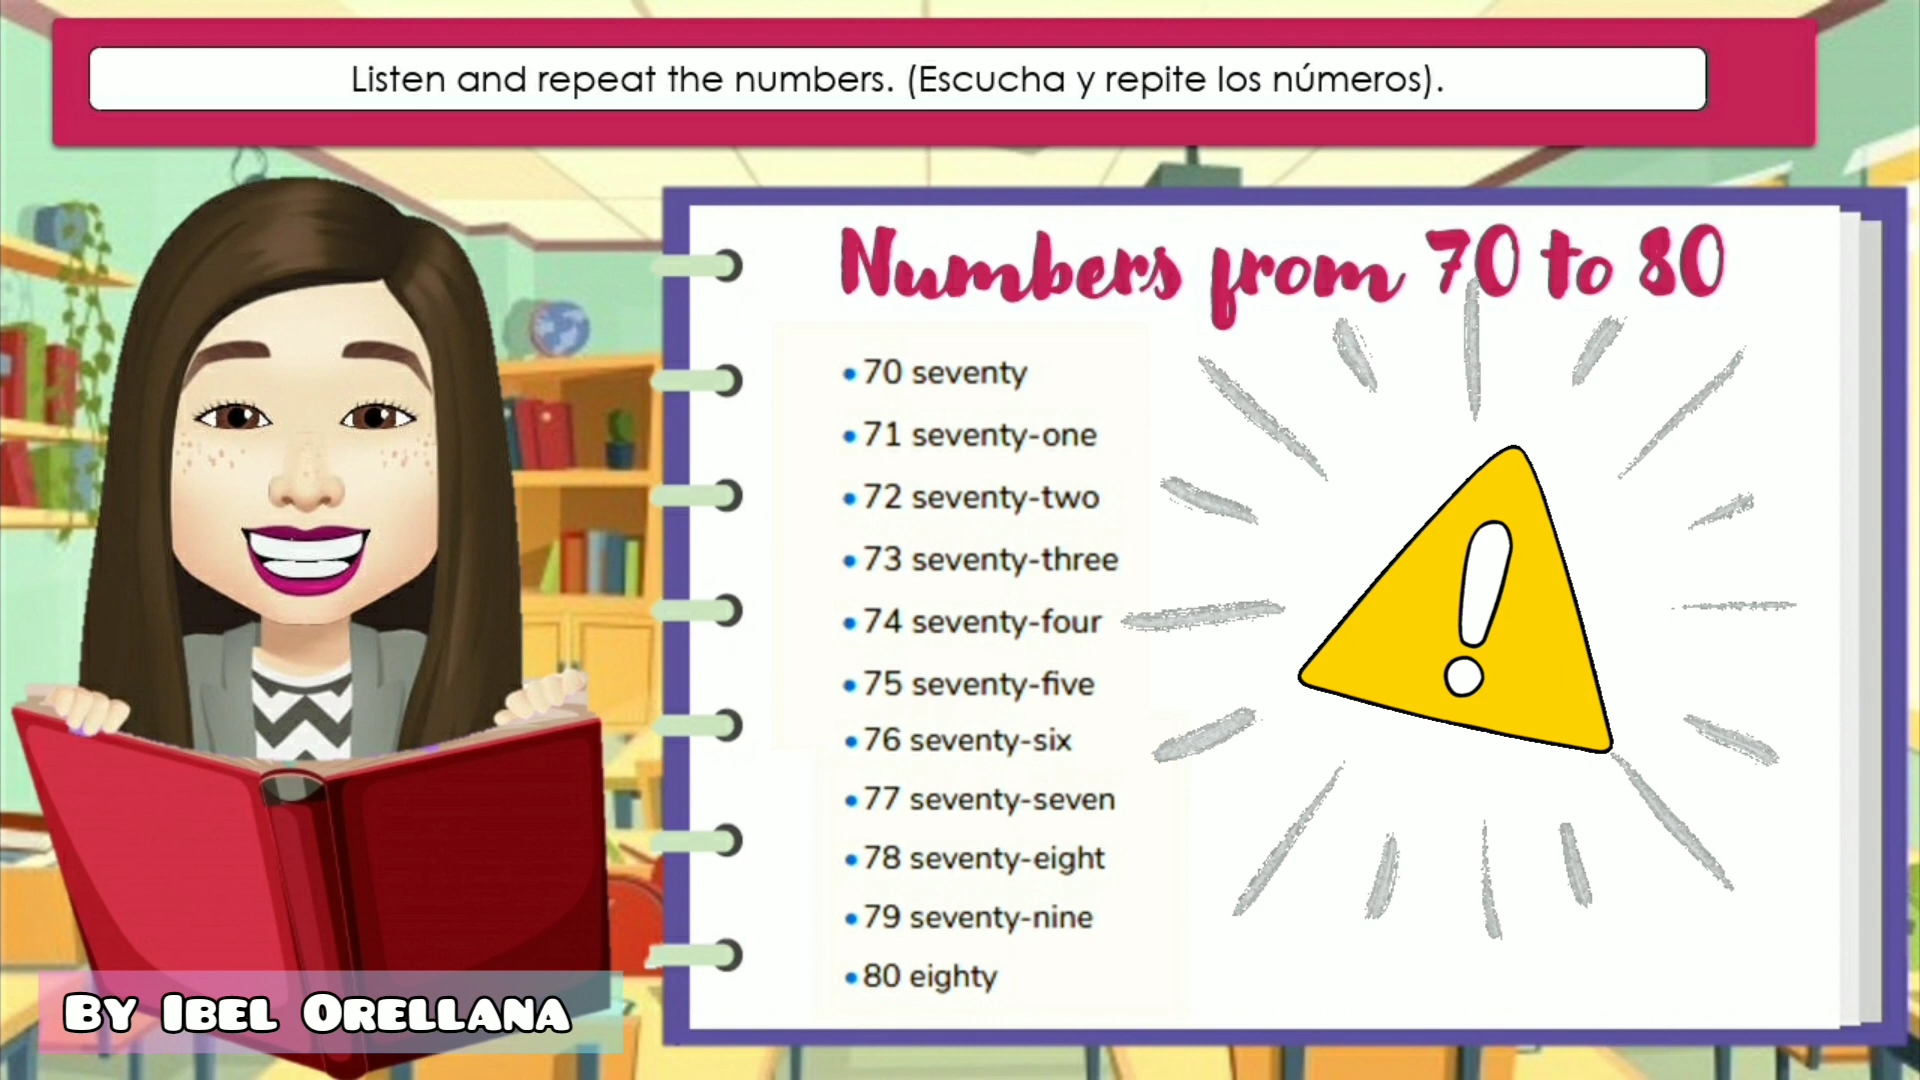 Listen and repeat the numbers. (Escucha y repite los números).
Numbers from 70 to 80
• 70 seventy
• 71 seventy-one
• 72 seventy-two
• 73 seventy-three
• 74 seventy-four
• 75 seventy-five
• 76 seventy-six
• 77 seventy-seven
• 78 seventy-eight
• 79 seventy-nine
• 80 eighty
!
By Ibel Orellana